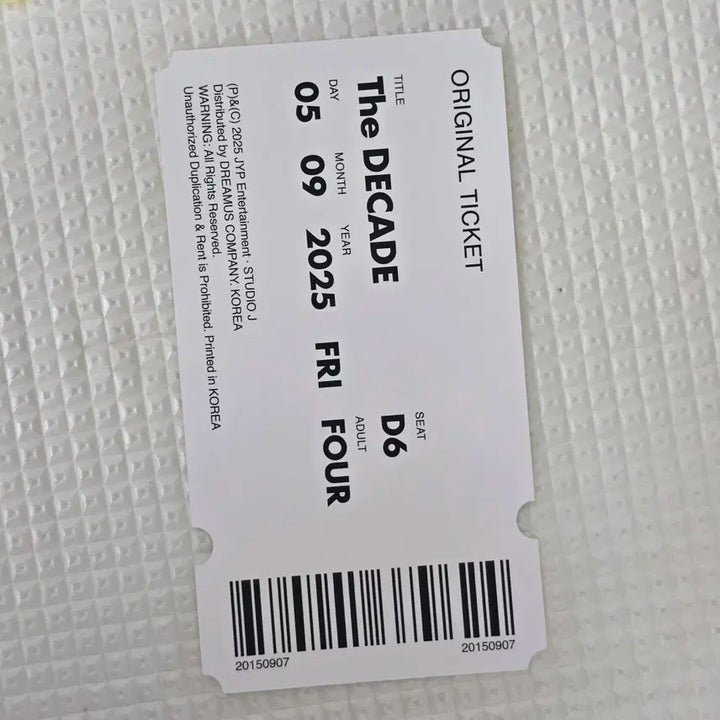 ORIGINAL TICKET
TITLE
The DECADE
SEAT
D6
DAY MONTH YEAR ADULT
05 09 2025 FRI FOUR
(P)&(C) 2025 JYP Entertainment · STUDIO J
Distributed by DREAMUS COMPANY. KOREA
WARNING: All Rights Reserved.
Unauthorized Duplication & Rent is Prohibited. Printed in KOREA
20150907
20150907